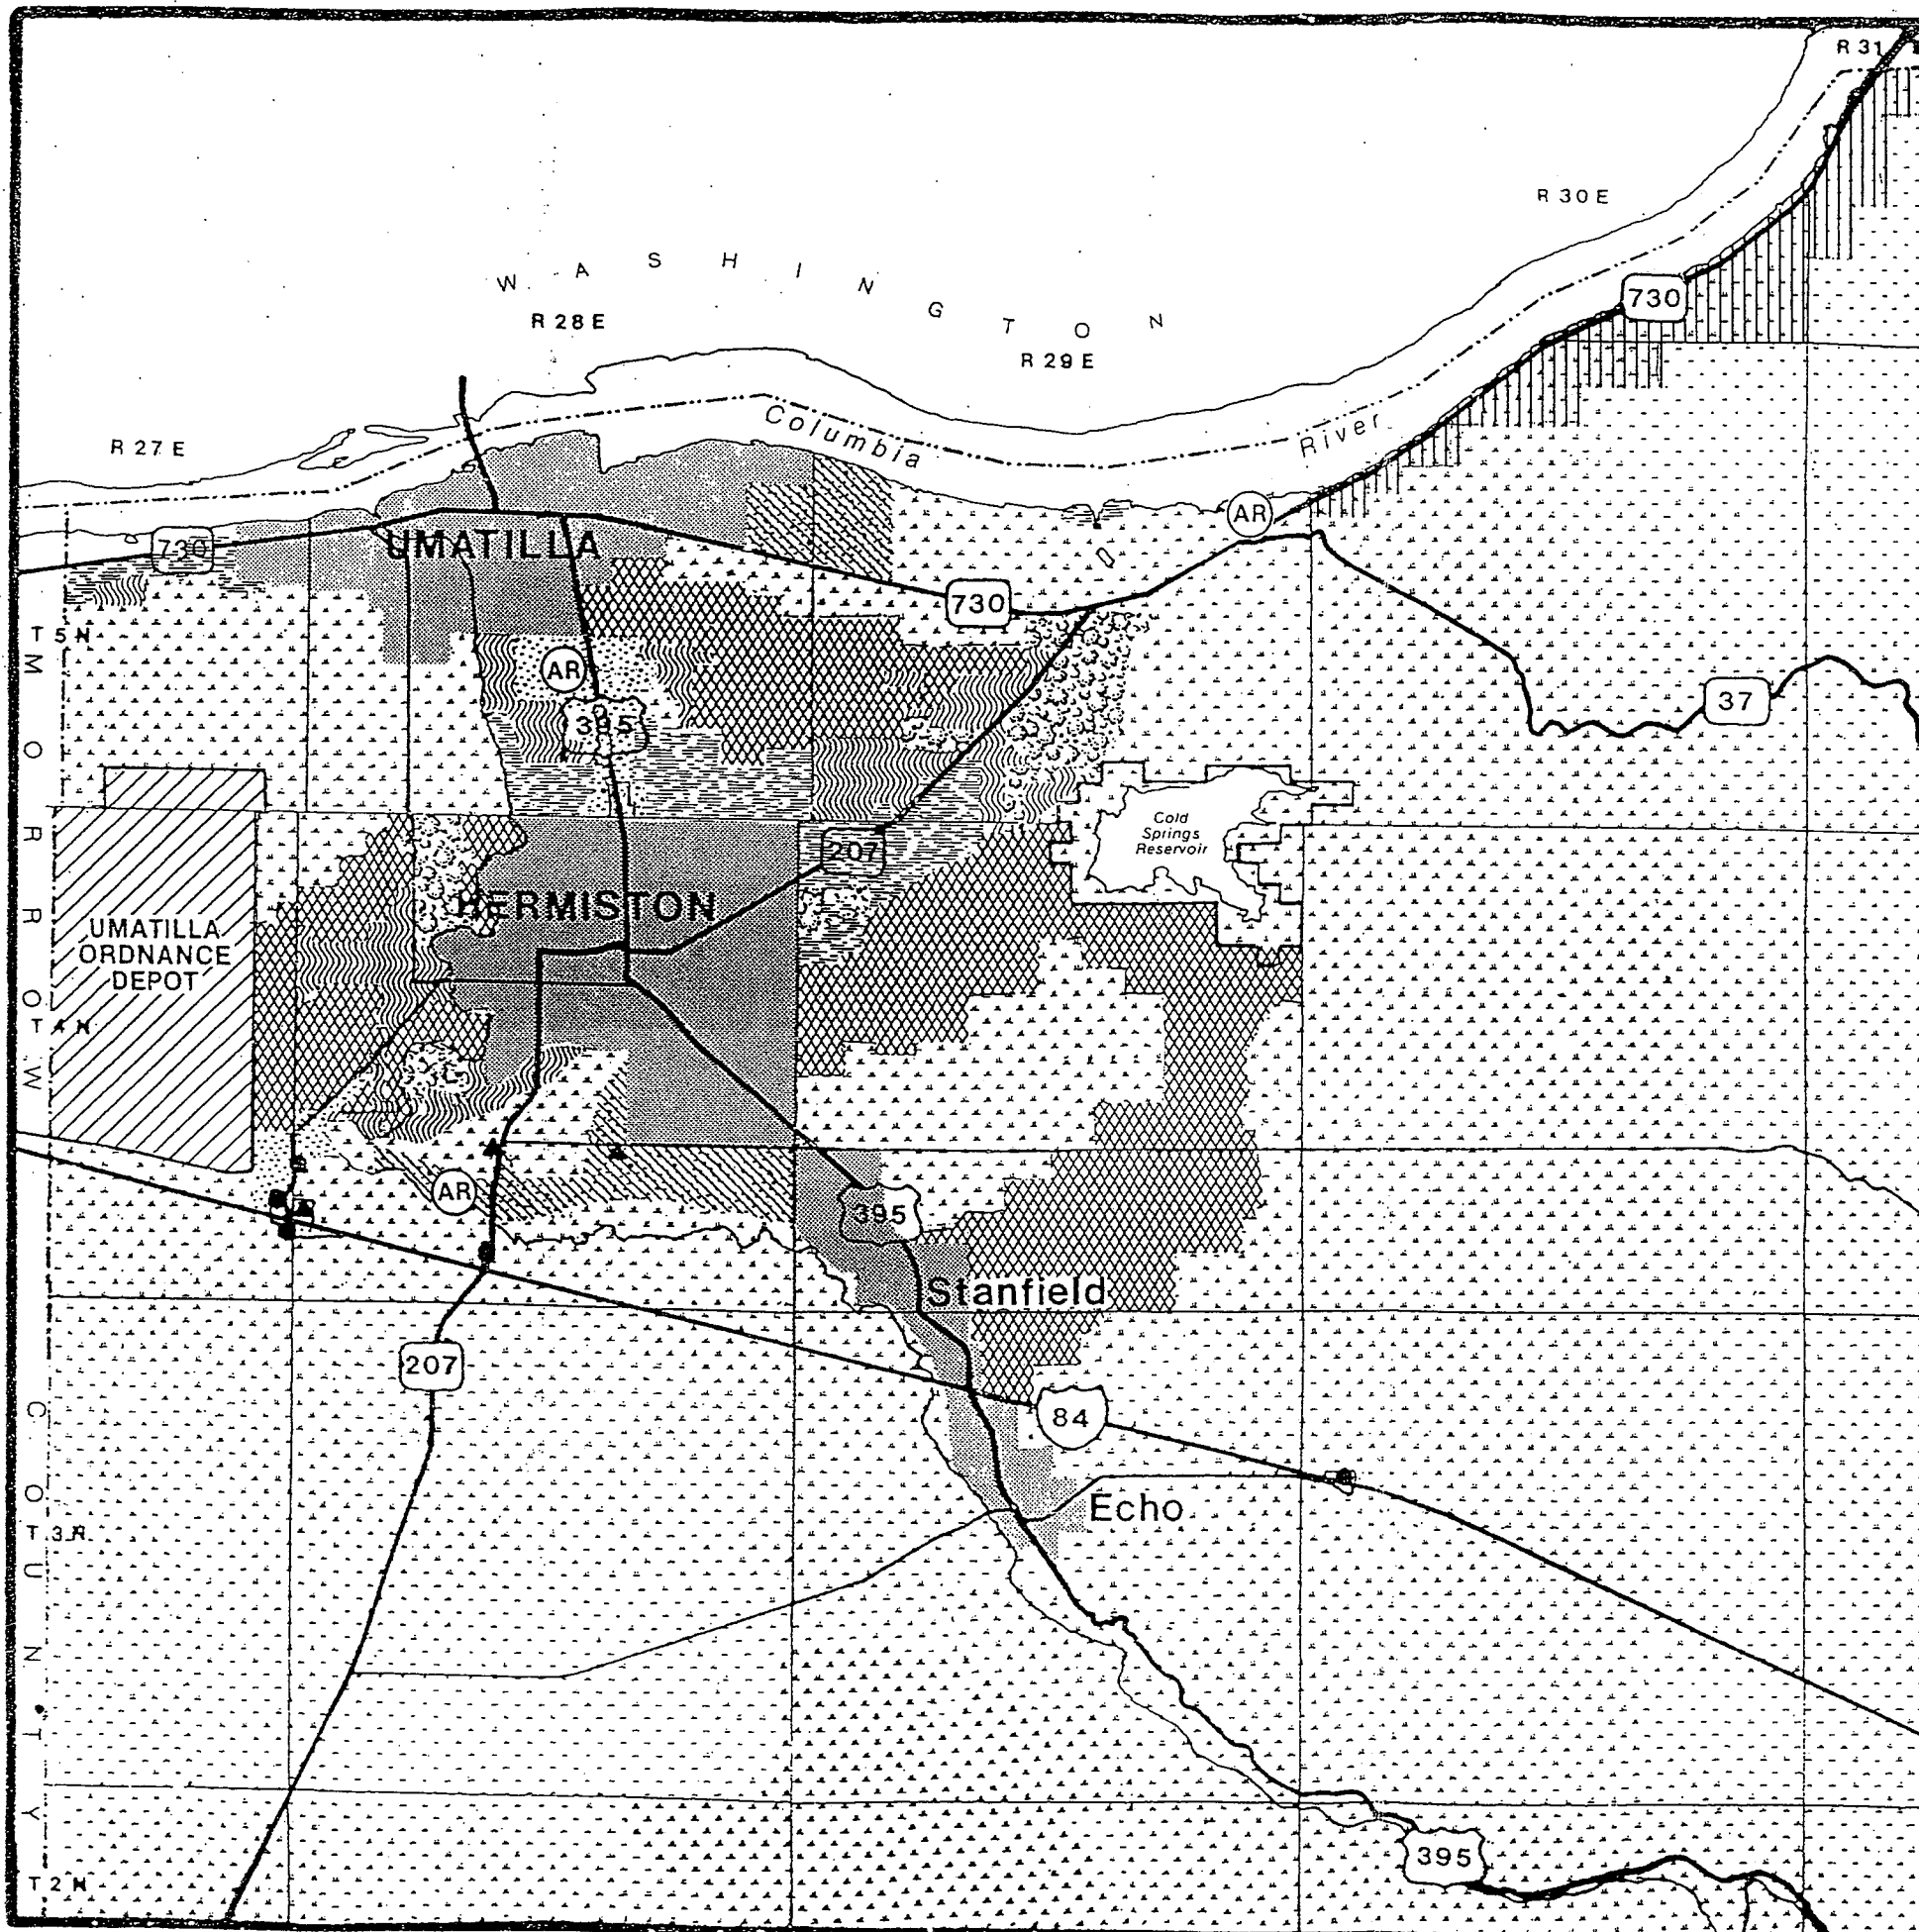 R 31
R 30 E
WASHINGTON
R 28 E
R 29 E
Columbia
River
R 27 E
730
AR
730
UMATILLA
730
T 5 N
AR
37
395
Cold
Springs
Reservoir
207
HERMISTON
UMATILLA
ORDNANCE
DEPOT
T 4 N
MORROW
AR
395
Stanfield
207
84
Echo
T 3 N
COUNTY
395
T 2 N